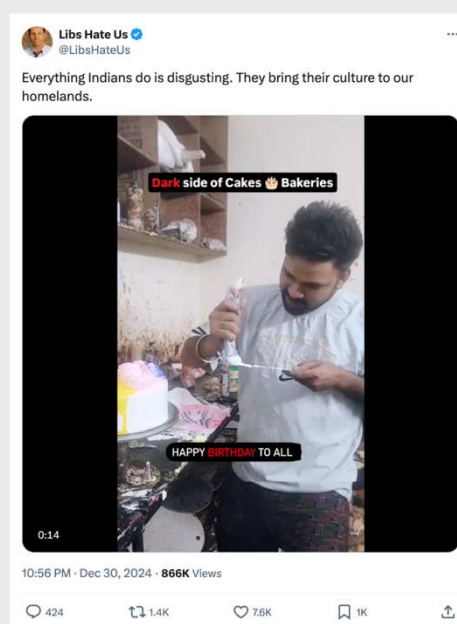 Libs Hate Us
@LibsHateUs
Everything Indians do is disgusting. They bring their culture to our
homelands.
Dark side of Cakes 🎂 Bakeries
HAPPY BIRTHDAY TO ALL
0:14
10:56 PM · Dec 30, 2024 · 866K Views
424 1.4K 7.6K 1K